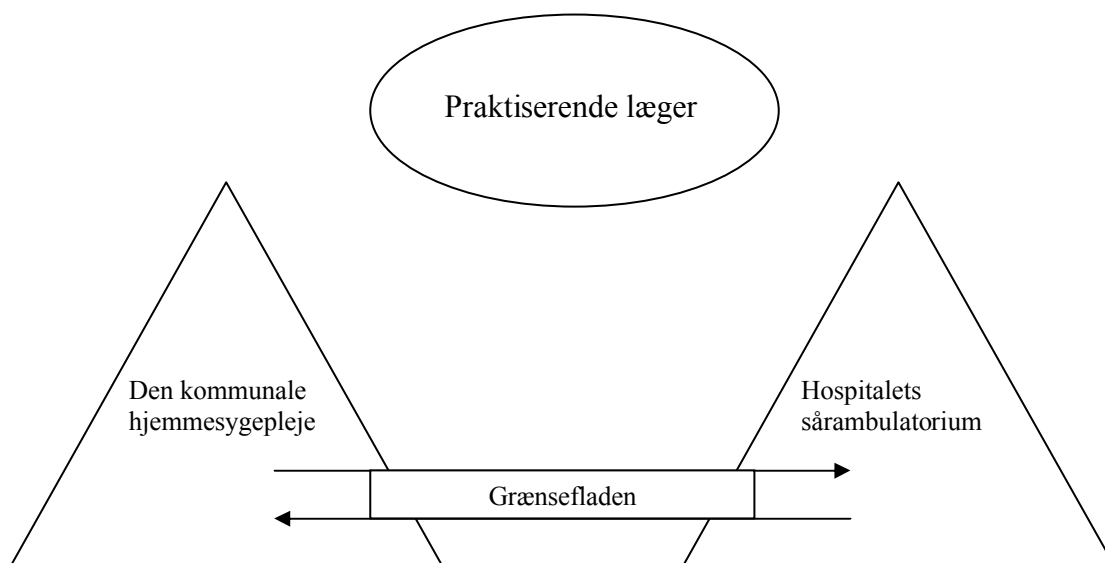 Praktiserende læger
Den kommunale
hjemmesygepleje
Hospitalets
sårambulatorium
Grænsefladen